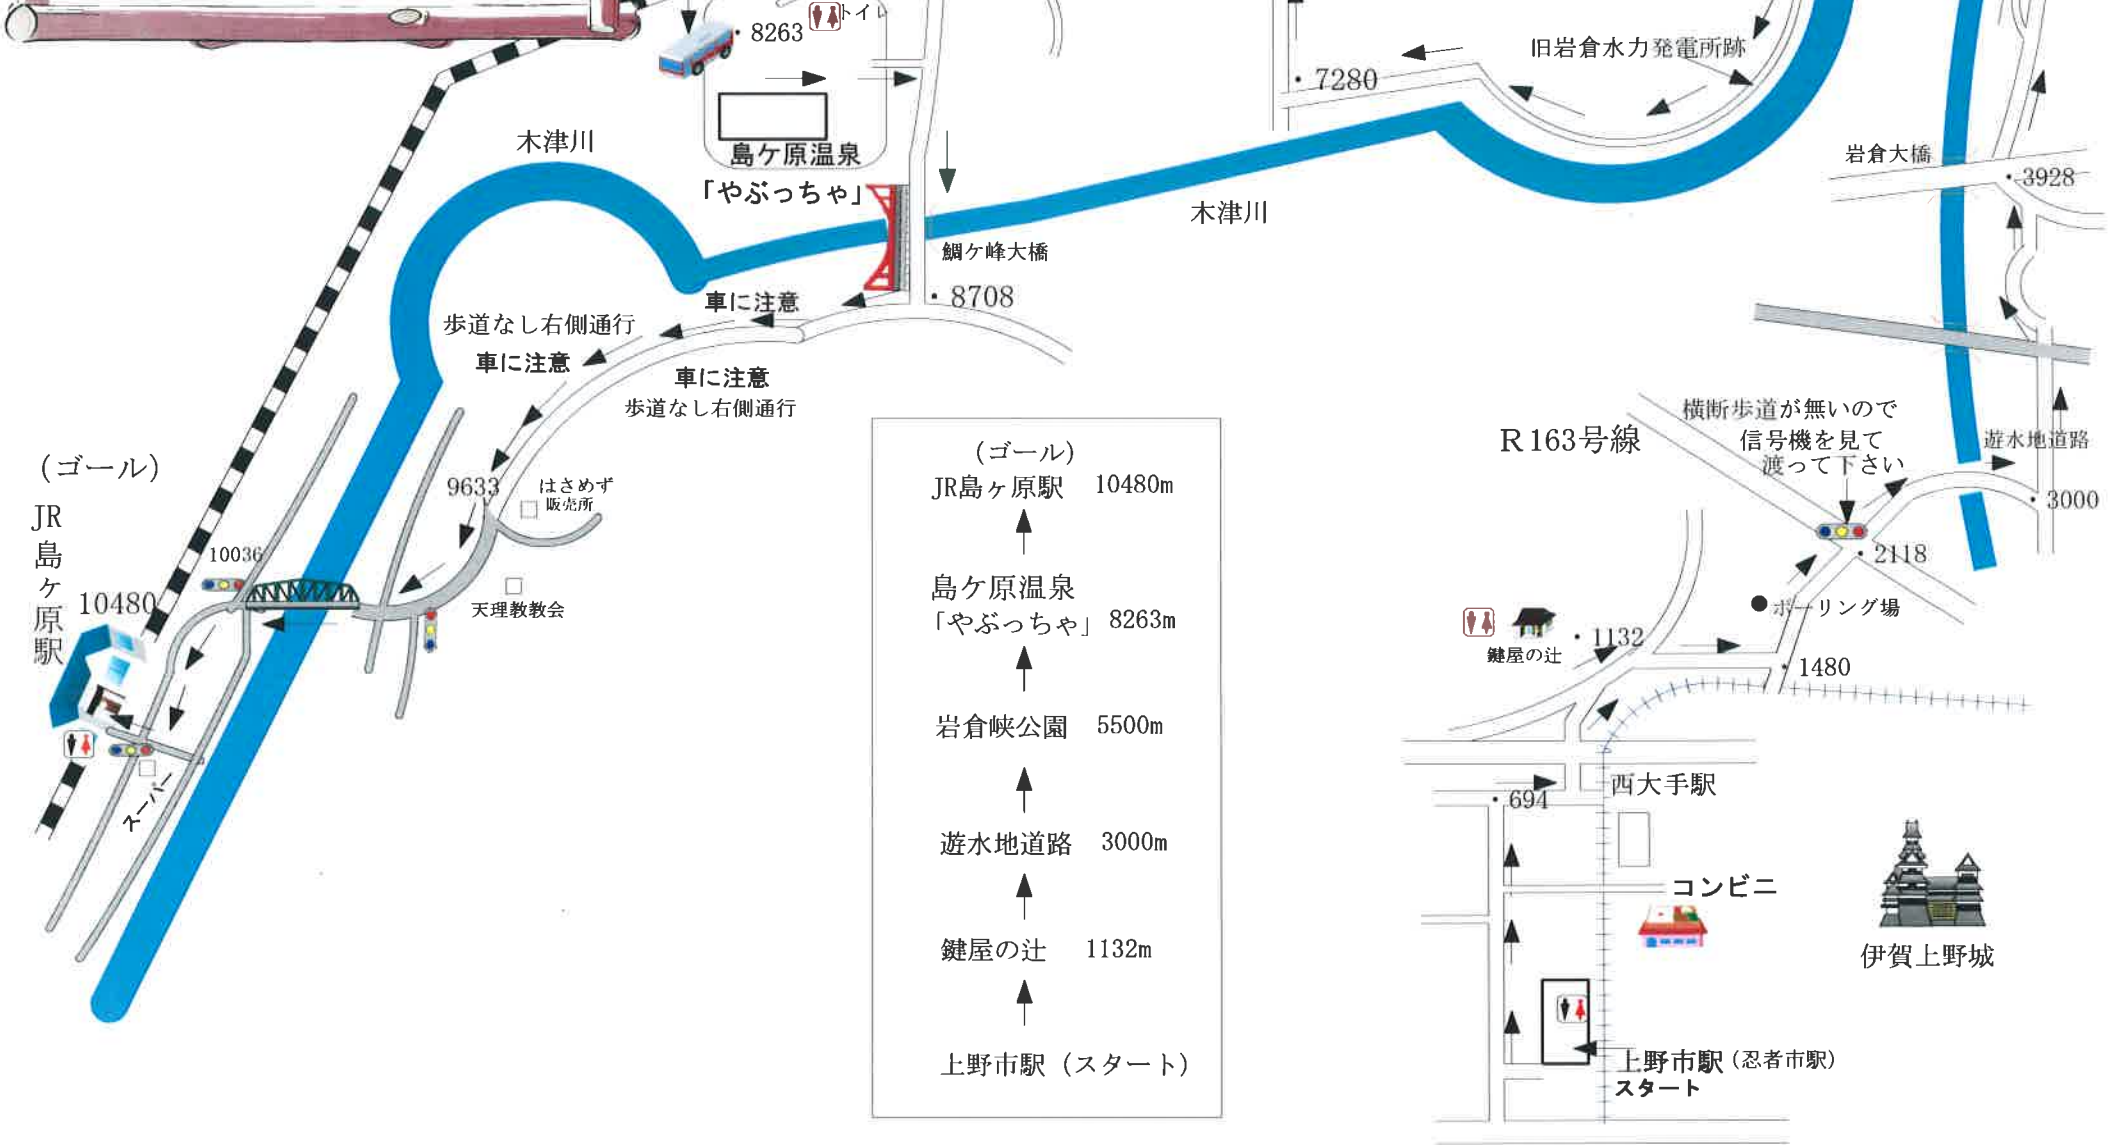 トイレ
8263
島ケ原温泉
「やぶっちゃ」
木津川
7280
旧岩倉水力発電所跡
岩倉大橋
3928
木津川
鯛ケ峰大橋
8708
車に注意
歩道なし右側通行
車に注意
車に注意
歩道なし右側通行
9633
はさめず
販売所
天理教教会
10036
(ゴール)
JR島ヶ原駅
10480
スーパー
(ゴール)
JR島ヶ原駅 10480m
島ケ原温泉
「やぶっちゃ」 8263m
岩倉峡公園 5500m
遊水地道路 3000m
鍵屋の辻 1132m
上野市駅（スタート）
R163号線
横断歩道が無いので
信号機を見て
渡って下さい
遊水地道路
3000
2118
ボーリング場
1132
鍵屋の辻
1480
西大手駅
694
コンビニ
伊賀上野城
上野市駅（忍者市駅）
スタート